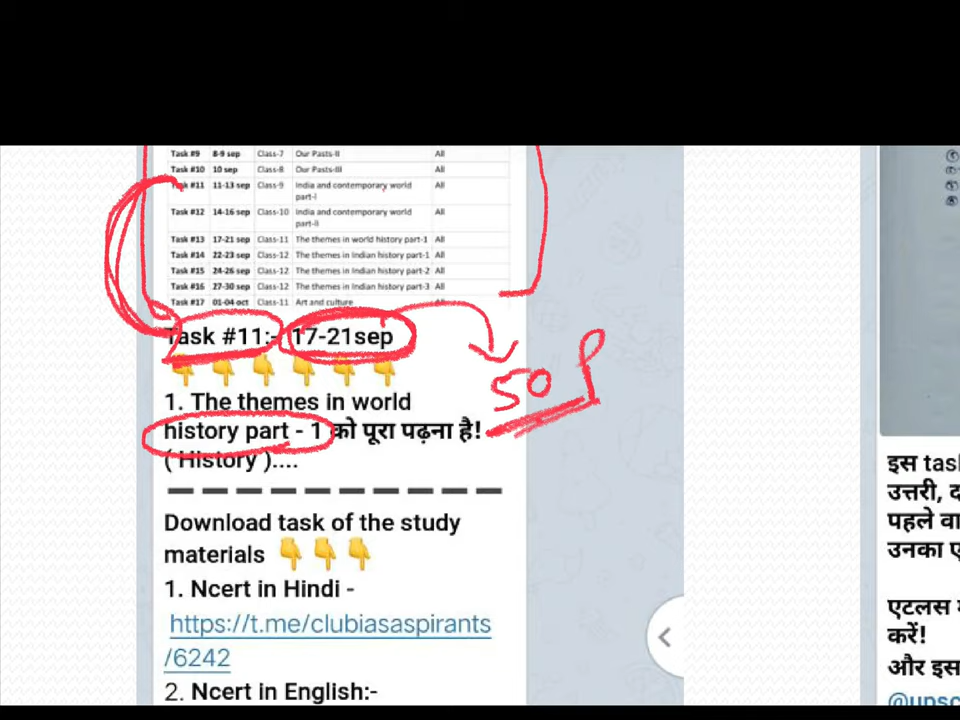 Task #9 8-9 sep Class-7 Our Pasts-II All
Task #10 10 sep Class-8 Our Pasts-III All
Task #11 11-13 sep Class-9 India and contemporary world All
part-I
Task #12 14-16 sep Class-10 India and contemporary world All
part-II
Task #13 17-21 sep Class-11 The themes in world history part-1 All
Task #14 22-23 sep Class-12 The themes in Indian history part-1 All
Task #15 24-26 sep Class-12 The themes in Indian history part-2 All
Task #16 27-30 sep Class-12 The themes in Indian history part-3 All
Task #17 01-04 oct Class-11 Art and culture All
Task #11:- 17-21sep
50 P
1. The themes in world
history part - 1 को पूरा पढ़ना है!
( History )....
Download task of the study
materials
1. Ncert in Hindi -
https://t.me/clubiasaspirants
/6242
2. Ncert in English:-
इस task
उत्तरी, द
पहले वा
उनका ए
एटलस
करें!
और इस
@upsc